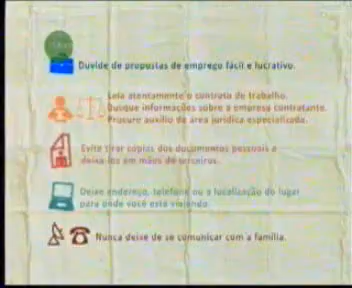 Duvide de propostas de emprego fácil e lucrativo.
Leia atentamente o contrato de trabalho.
Busque informações sobre a empresa contratante.
Procure auxílio da área jurídica especializada.
Evite tirar cópias dos documentos pessoais e
deixá-los em mãos de terceiros.
Deixe endereço, telefone ou a localização do lugar
para onde você está viajando.
Nunca deixe de se comunicar com a família.